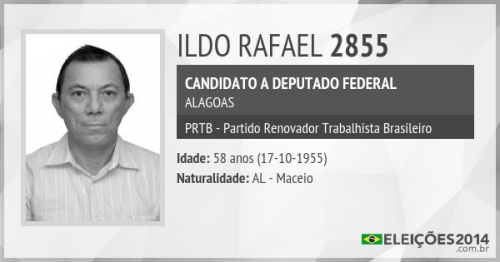 ILDO RAFAEL 2855
CANDIDATO A DEPUTADO FEDERAL
ALAGOAS
PRTB - Partido Renovador Trabalhista Brasileiro
Idade: 58 anos (17-10-1955)
Naturalidade: AL - Maceio
ELEIÇÕES2014
.com.br